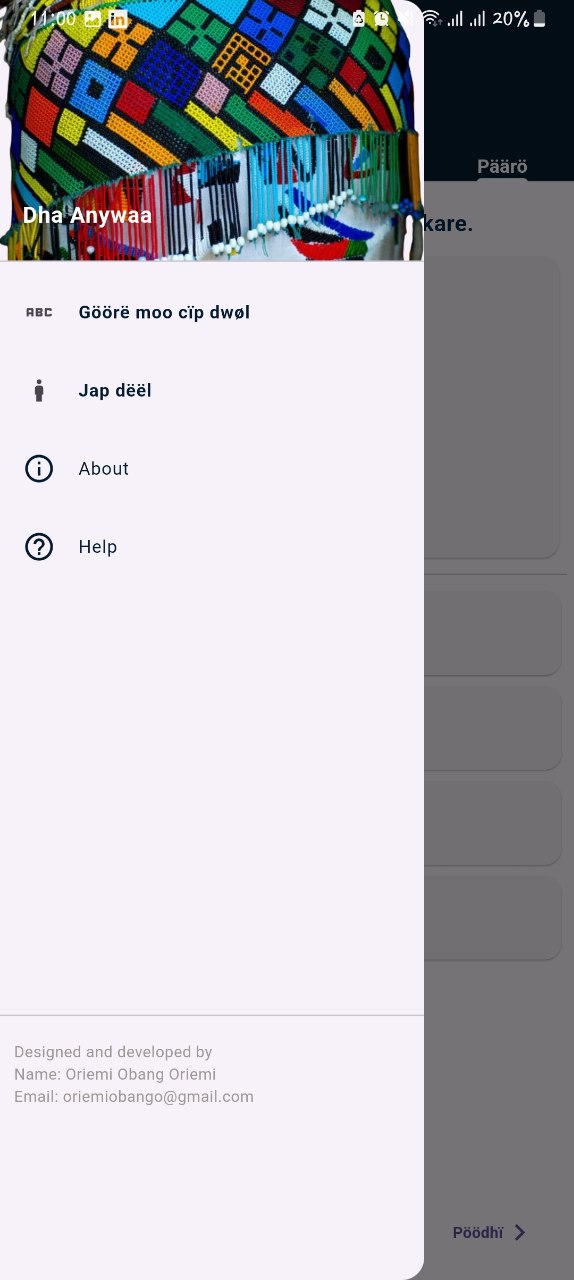 11:00 20%
Päärö
Dha Anywaa
kare.
Göörë moo cïp dwøl
Jap dëël
About
Help
Designed and developed by
Name: Oriemi Obang Oriemi
Email: oriemiobango@gmail.com
Pöödhï